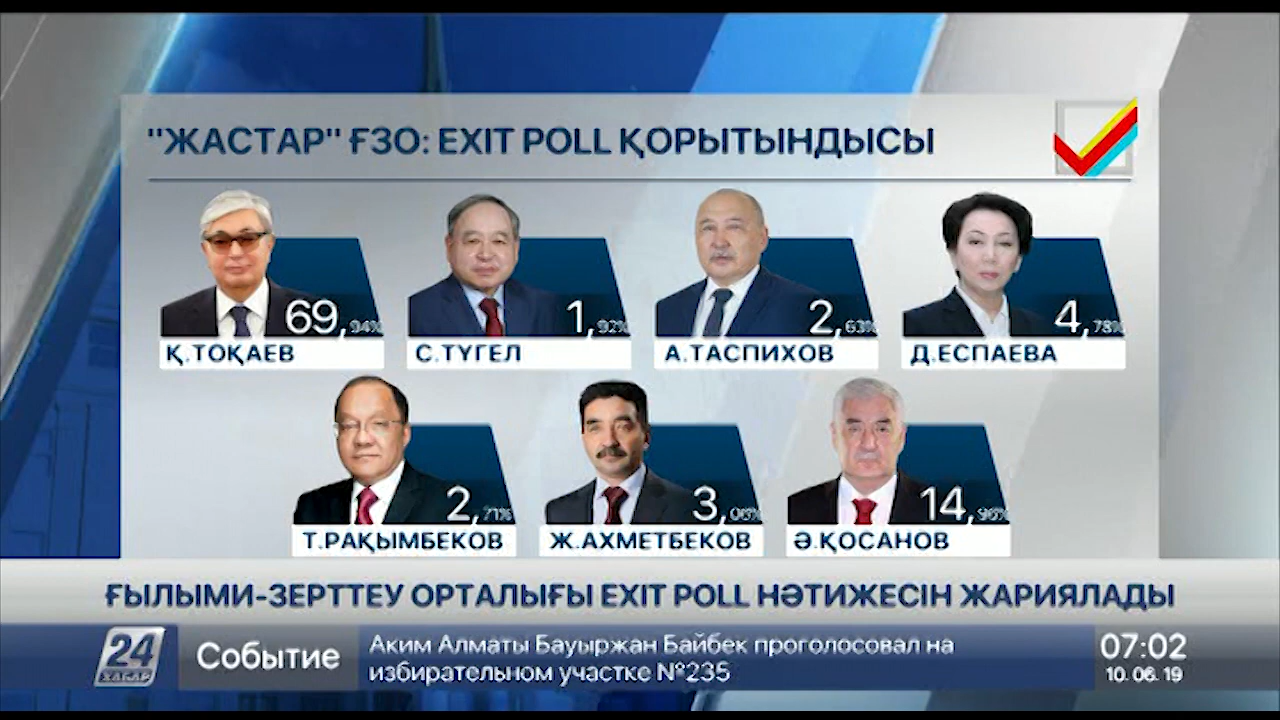 "ЖАСТАР" ҒЗО: EXIT POLL ҚОРЫТЫНДЫСЫ
69,94% 1,92% 2,63% 4,78%
Қ.ТОҚАЕВ С.ТҮГЕЛ А.ТАСПИХОВ Д.ЕСПАЕВА
2,71% 3,06% 14,96%
Т.РАҚЫМБЕКОВ Ж.АХМЕТБЕКОВ Ә.ҚОСАНОВ
ҒЫЛЫМИ-ЗЕРТТЕУ ОРТАЛЫҒЫ EXIT POLL НӘТИЖЕСІН ЖАРИЯЛАДЫ
24 ХАБАР Событие Аким Алматы Бауыржан Байбек проголосовал на 07:02
избирательном участке №235 10. 06. 19